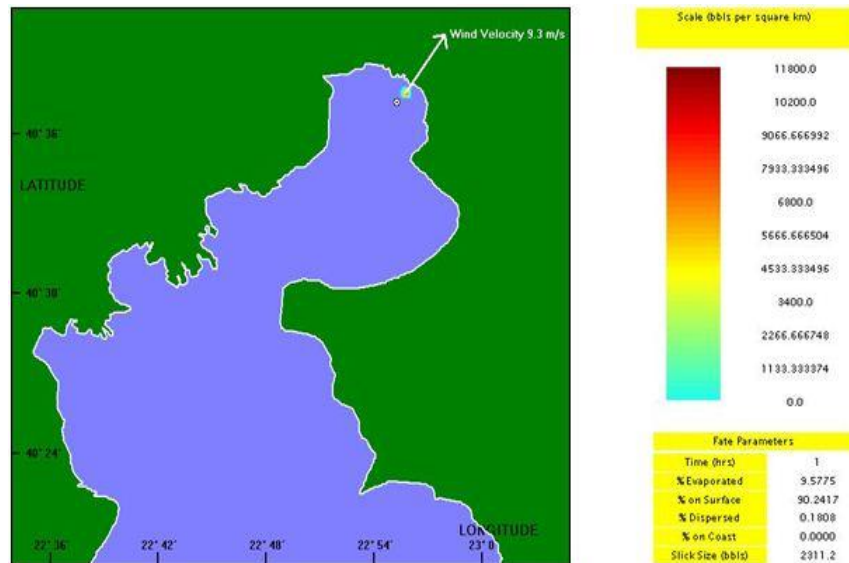 Wind Velocity 9.3 m/s
40° 36'
LATITUDE
40° 30'
40° 24'
LONGITUDE
22° 36'
22° 42'
22° 48'
22° 54'
23° 0
Scale (bbls per square km)
11800.0
10200.0
9066.666992
7933.333496
6800.0
5666.666504
4533.333496
3400.0
2266.666748
1133.333374
0.0
Fate Parameters
Time (hrs) 1
% Evaporated 9.5775
% on Surface 90.2417
% Dispersed 0.1808
% on Coast 0.0000
Slick Size (bbls) 2311.2